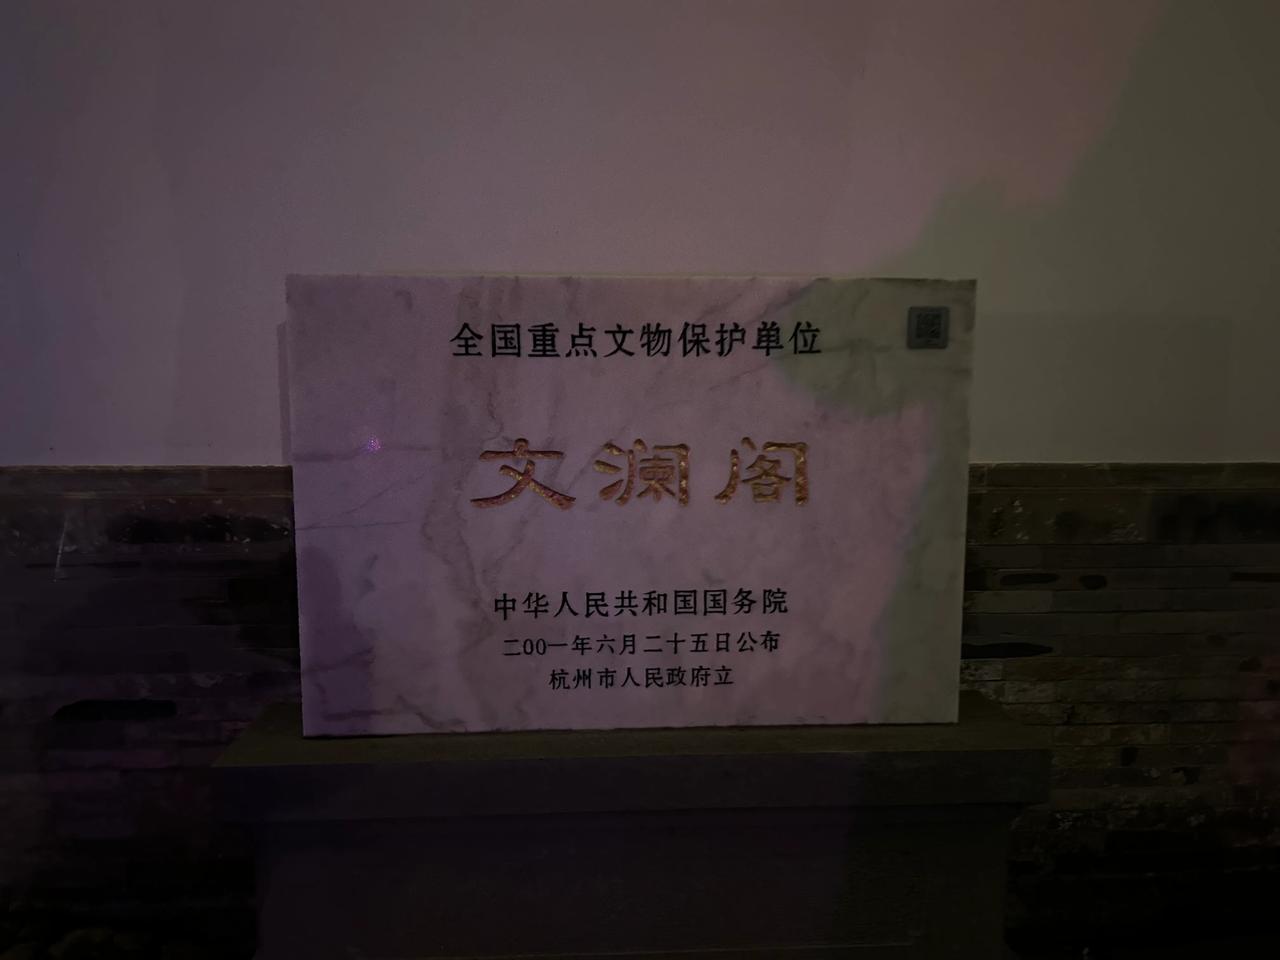 全国重点文物保护单位
文澜阁
中华人民共和国国务院
二00一年六月二十五日公布
杭州市人民政府立